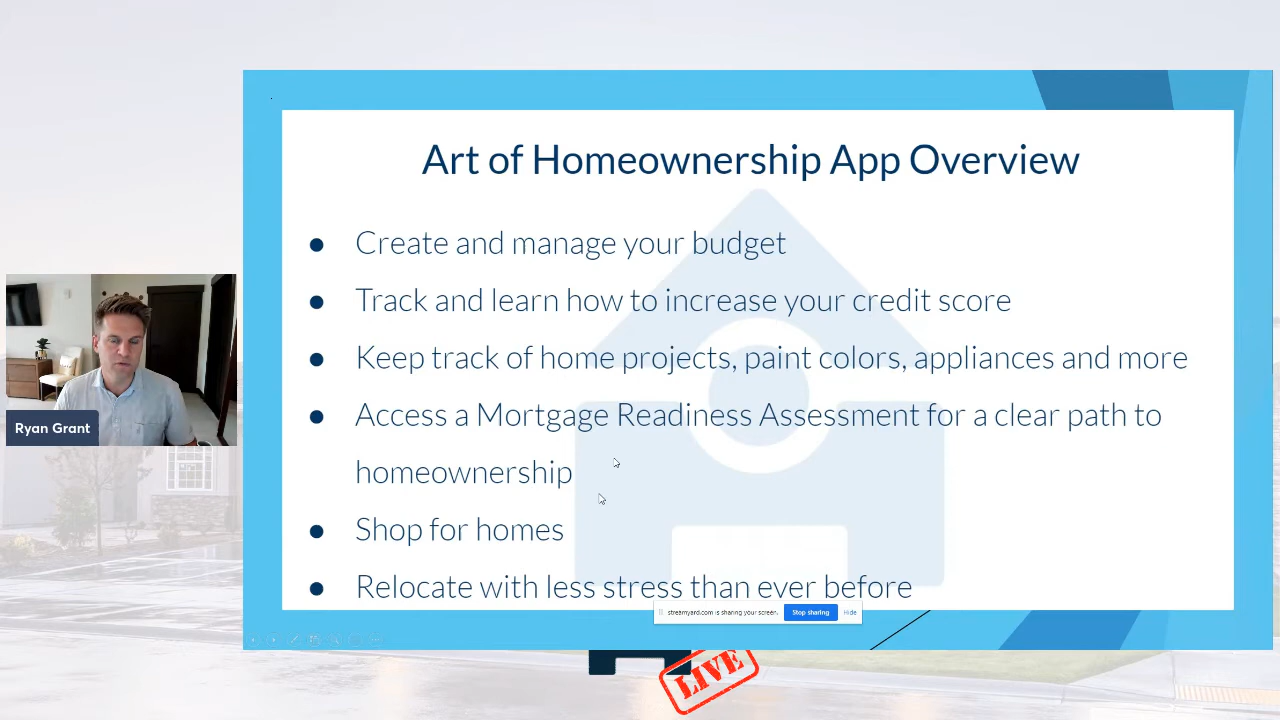 Art of Homeownership App Overview
● Create and manage your budget
● Track and learn how to increase your credit score
● Keep track of home projects, paint colors, appliances and more
● Access a Mortgage Readiness Assessment for a clear path to
homeownership
● Shop for homes
● Relocate with less stress than ever before
Ryan Grant
streamyard.com is sharing your screen.
Stop sharing
Hide
LIVE